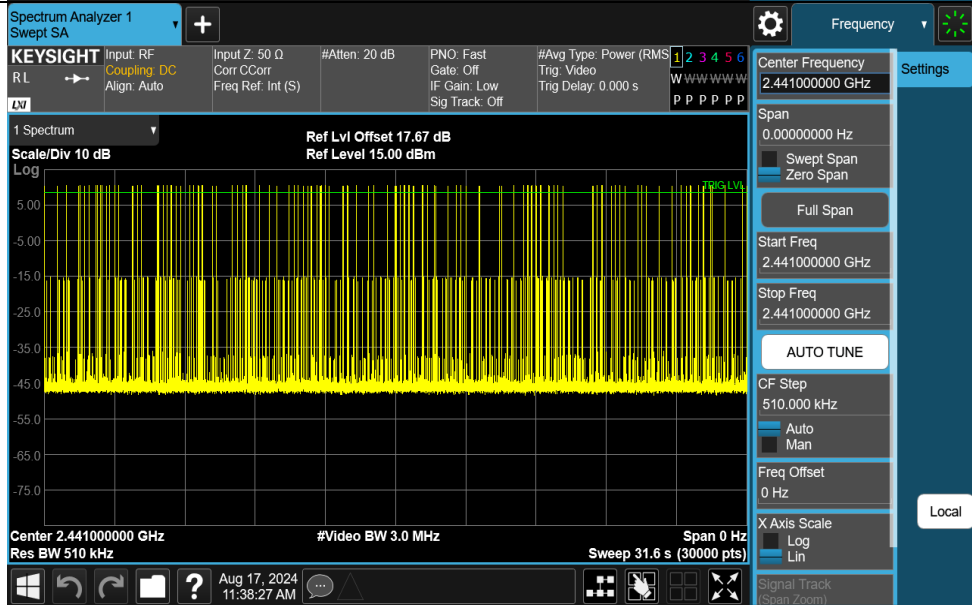 Spectrum Analyzer 1
Swept SA
Frequency
KEYSIGHT
Input: RF
Input Z: 50 Ω
#Atten: 20 dB
PNO: Fast
#Avg Type: Power (RMS
1 2 3 4 5 6
R L
Coupling: DC
Corr CCorr
Gate: Off
Trig: Video
W W W W W W
Align: Auto
Freq Ref: Int (S)
IF Gain: Low
Trig Delay: 0.000 s
LXI
Sig Track: Off
P P P P P P
1 Spectrum
Ref Lvl Offset 17.67 dB
Scale/Div 10 dB
Ref Level 15.00 dBm
Log
TRIG LVL
5.00
-5.00
-15.0
-25.0
-35.0
-45.0
-55.0
-65.0
-75.0
Center 2.441000000 GHz
#Video BW 3.0 MHz
Span 0 Hz
Res BW 510 kHz
Sweep 31.6 s (30000 pts)
?
Aug 17, 2024
11:38:27 AM
Center Frequency
2.441000000 GHz
Settings
Span
0.00000000 Hz
Swept Span
Zero Span
Full Span
Start Freq
2.441000000 GHz
Stop Freq
2.441000000 GHz
AUTO TUNE
CF Step
510.000 kHz
Auto
Man
Freq Offset
0 Hz
Local
X Axis Scale
Log
Lin
Signal Track
(Span Zoom)